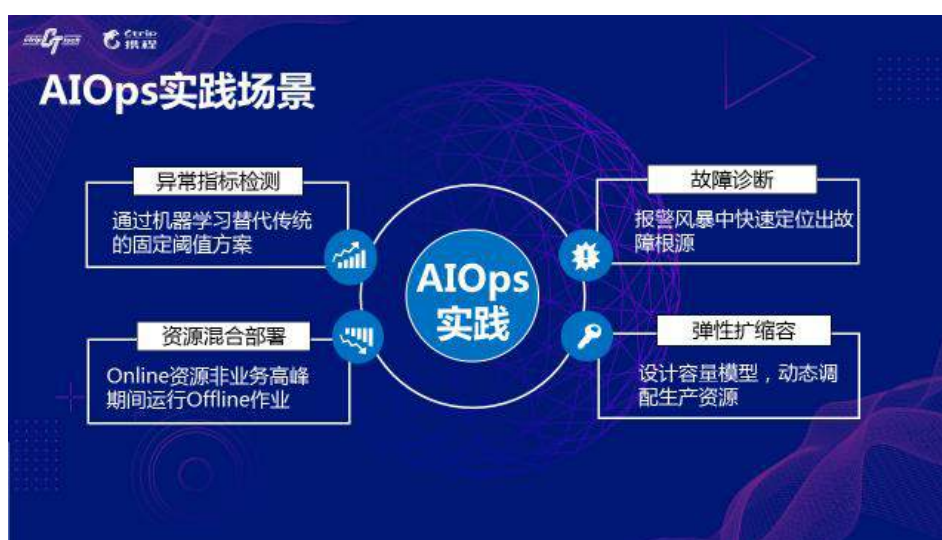 Ctrip
携程
AIOps实践场景
异常指标检测
通过机器学习替代传统
的固定阈值方案
故障诊断
报警风暴中快速定位出故
障根源
AIOps
实践
资源混合部署
Online资源非业务高峰
期间运行Offline作业
弹性扩缩容
设计容量模型，动态调
配生产资源